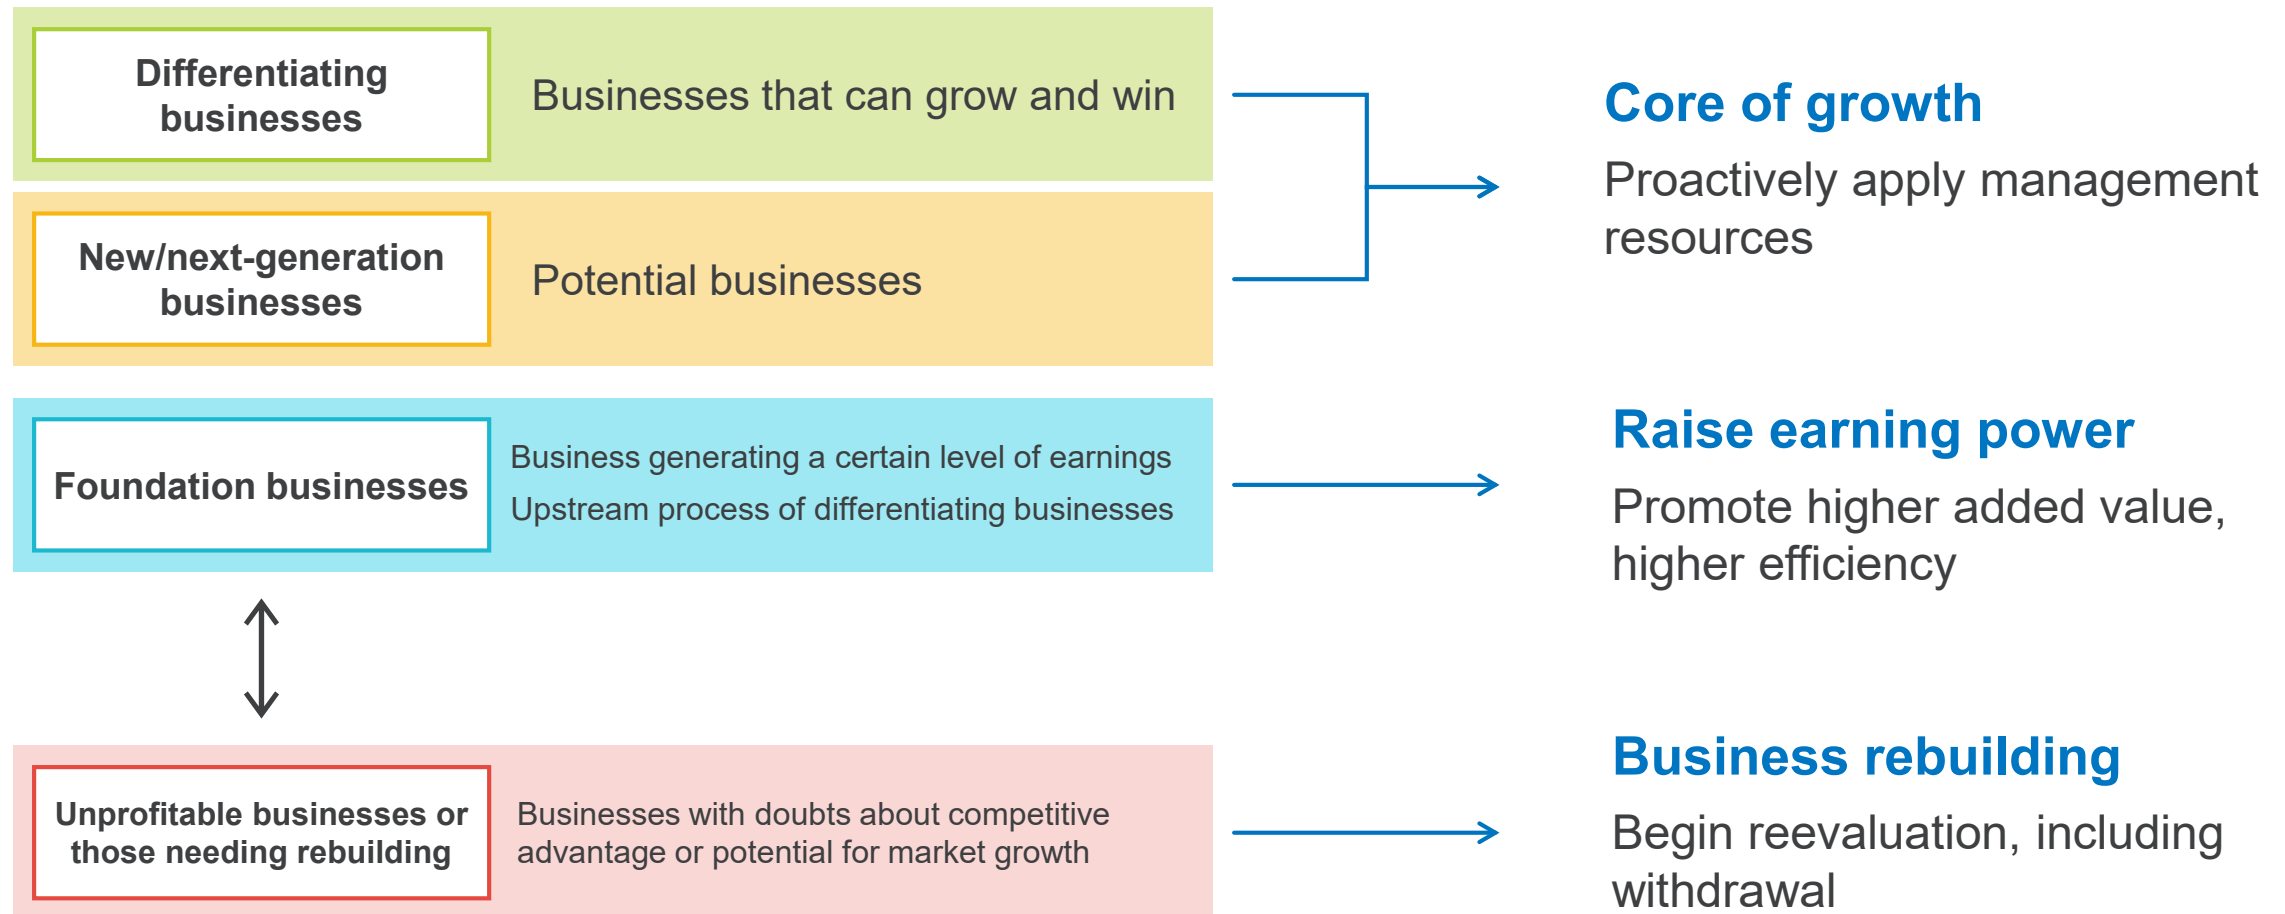 Differentiating
businesses
Businesses that can grow and win
New/next-generation
businesses
Potential businesses
Core of growth
Proactively apply management
resources
Foundation businesses
Business generating a certain level of earnings
Upstream process of differentiating businesses
Raise earning power
Promote higher added value,
higher efficiency
Unprofitable businesses or
those needing rebuilding
Businesses with doubts about competitive
advantage or potential for market growth
Business rebuilding
Begin reevaluation, including
withdrawal